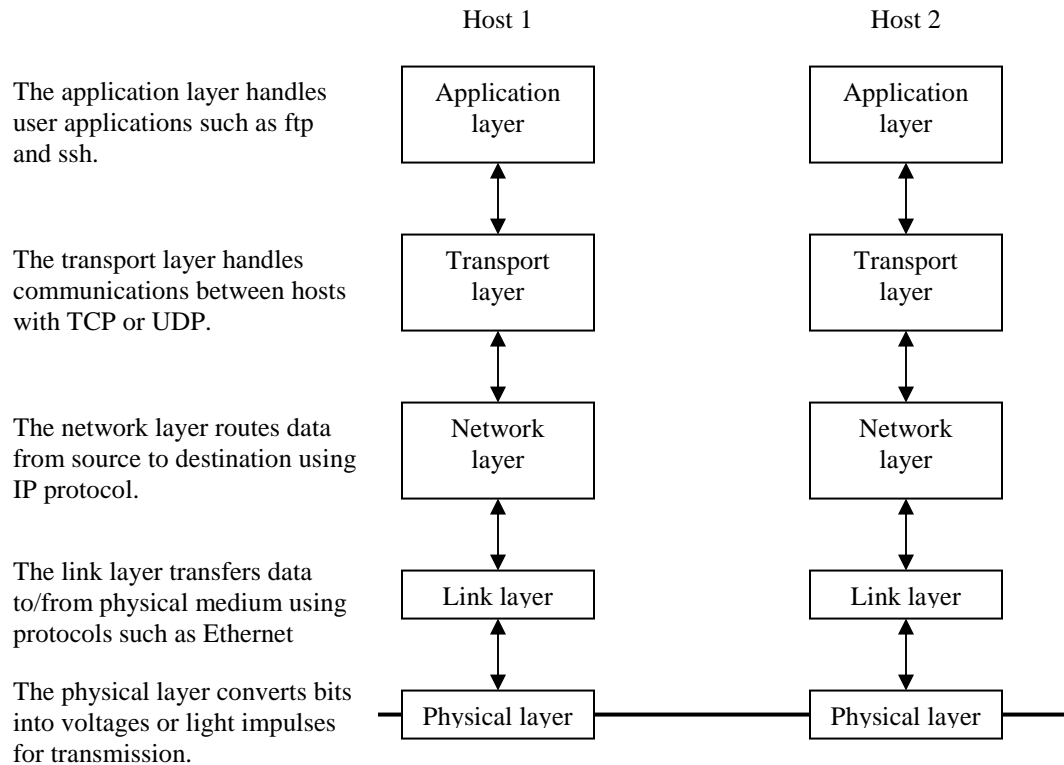 Host 1
Host 2
The application layer handles
user applications such as ftp
and ssh.
Application
layer
Application
layer
The transport layer handles
communications between hosts
with TCP or UDP.
Transport
layer
Transport
layer
The network layer routes data
from source to destination using
IP protocol.
Network
layer
Network
layer
The link layer transfers data
to/from physical medium using
protocols such as Ethernet
Link layer
Link layer
The physical layer converts bits
into voltages or light impulses
for transmission.
Physical layer
Physical layer